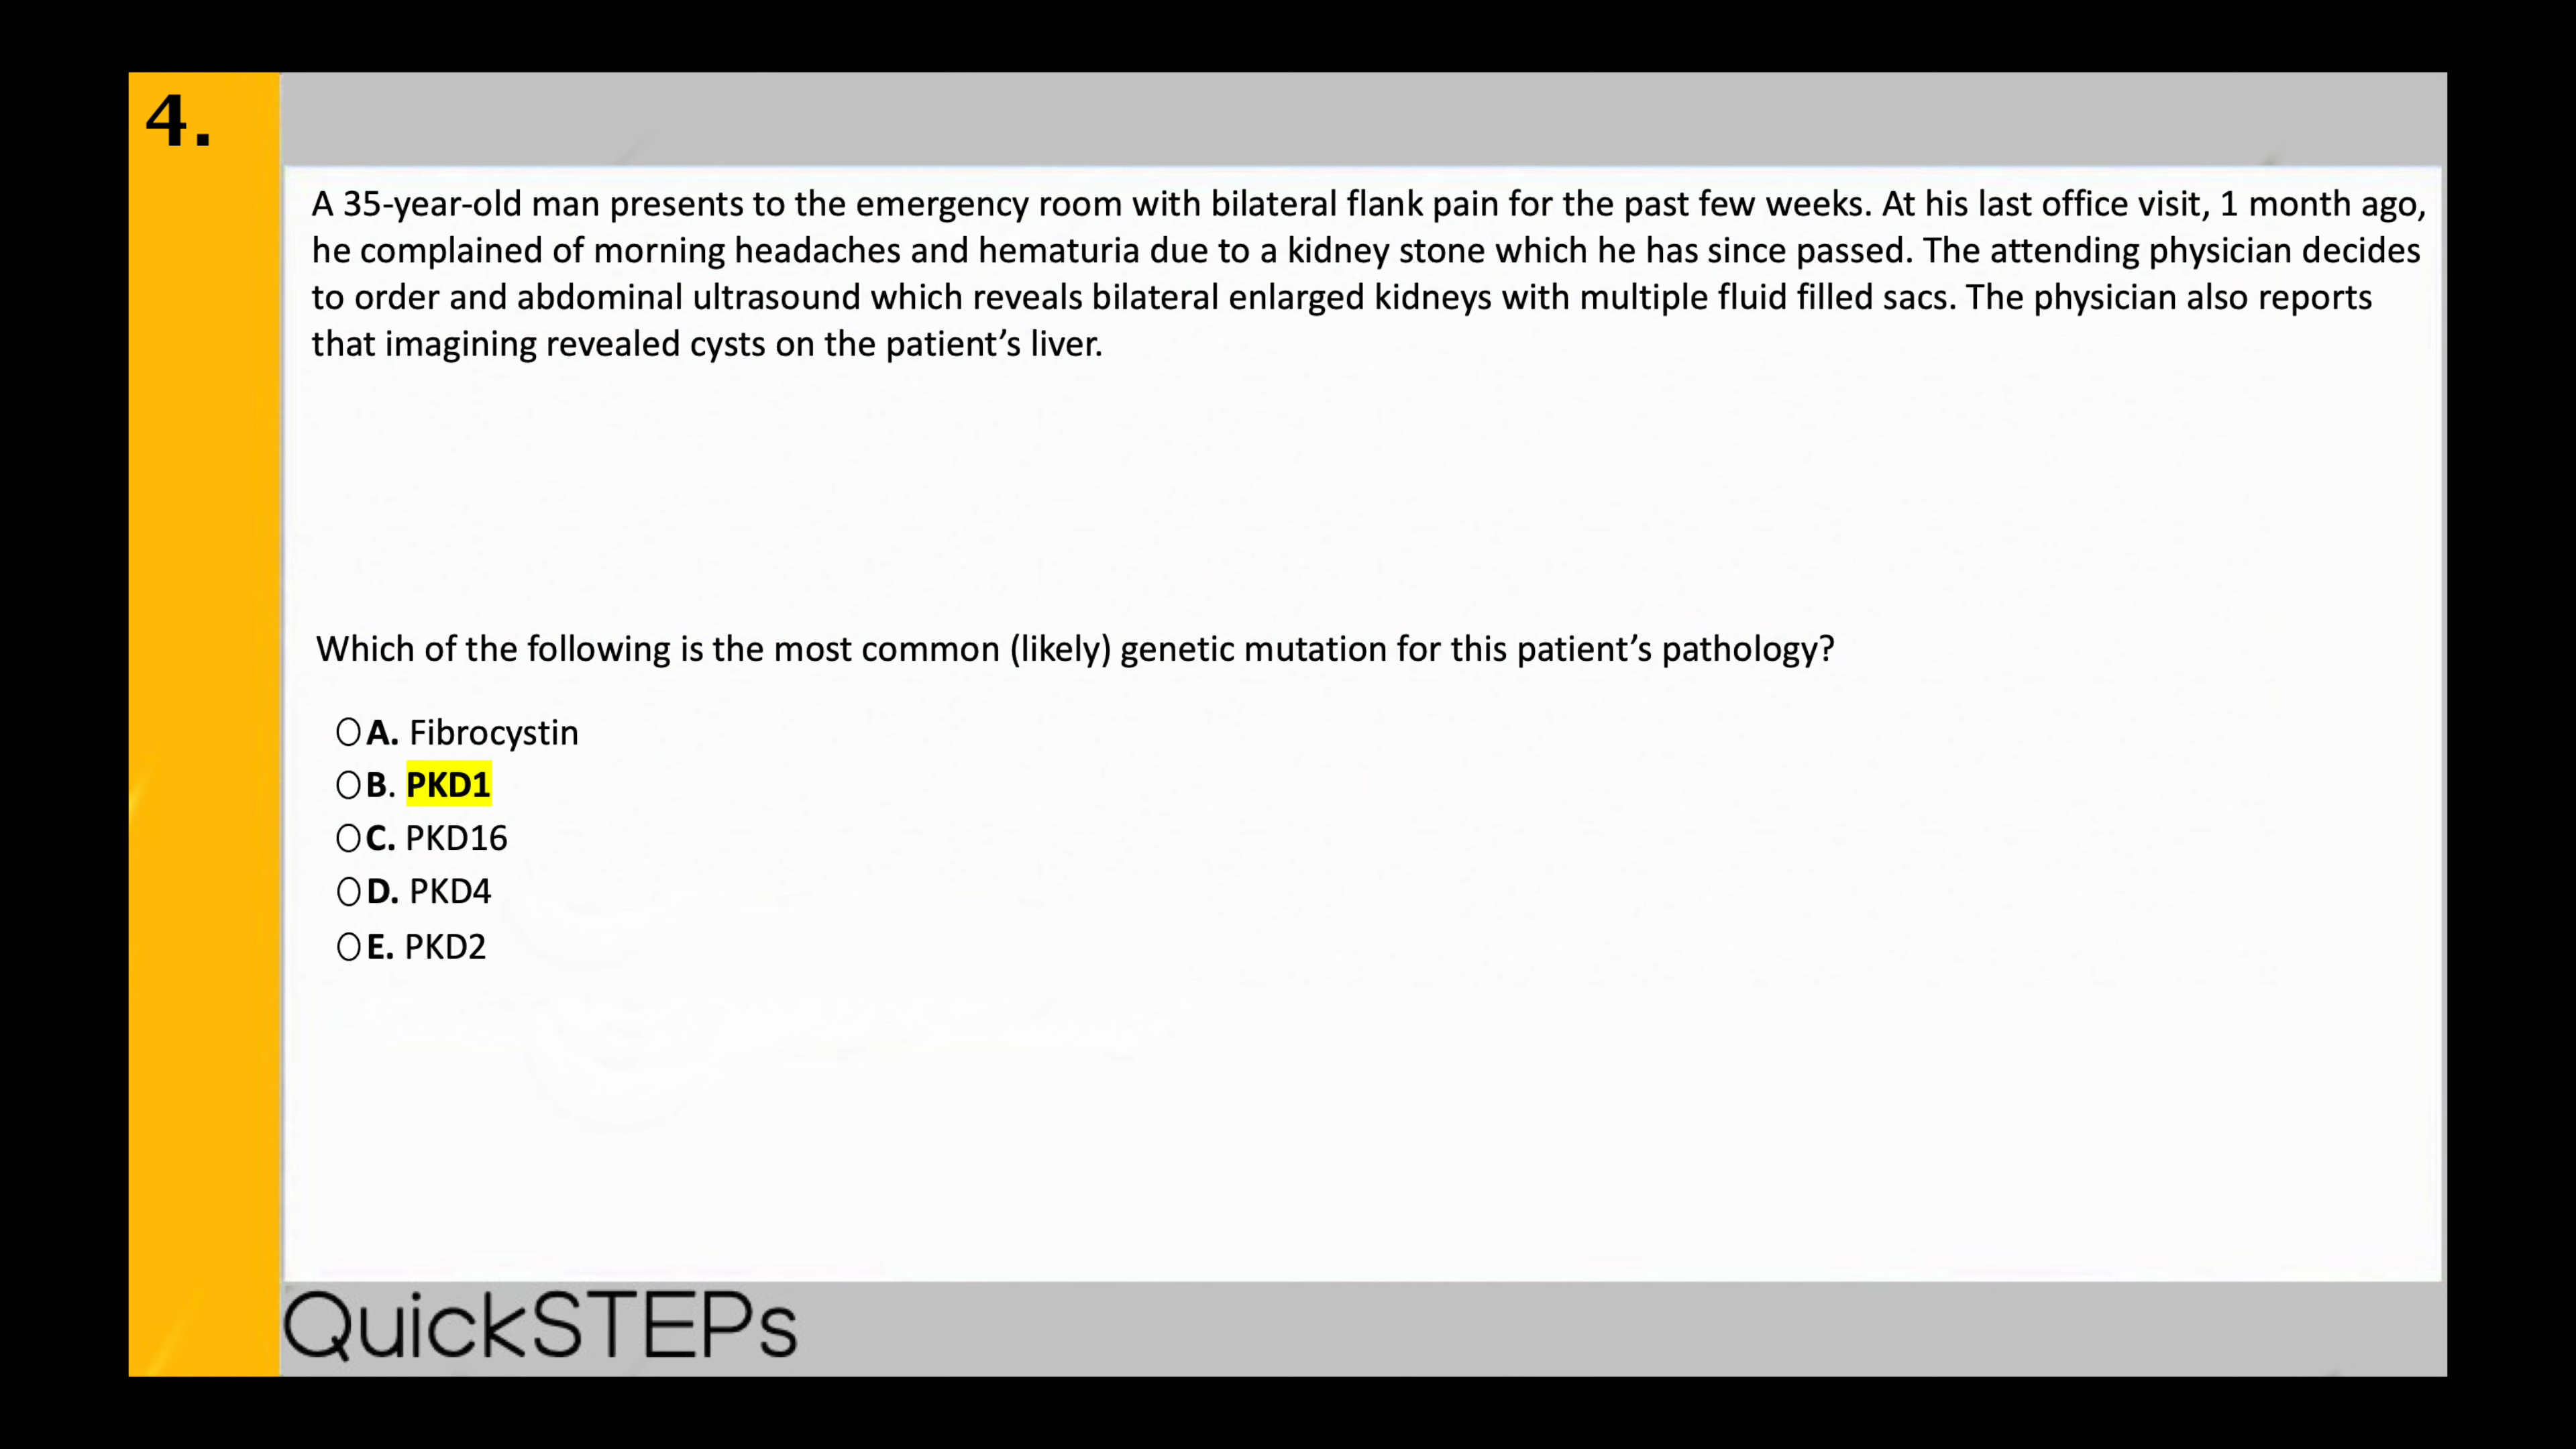 4.
A 35-year-old man presents to the emergency room with bilateral flank pain for the past few weeks. At his last office visit, 1 month ago,
he complained of morning headaches and hematuria due to a kidney stone which he has since passed. The attending physician decides
to order and abdominal ultrasound which reveals bilateral enlarged kidneys with multiple fluid filled sacs. The physician also reports
that imagining revealed cysts on the patient’s liver.
Which of the following is the most common (likely) genetic mutation for this patient’s pathology?
A. Fibrocystin
B. PKD1
C. PKD16
D. PKD4
E. PKD2
QuickSTEPs